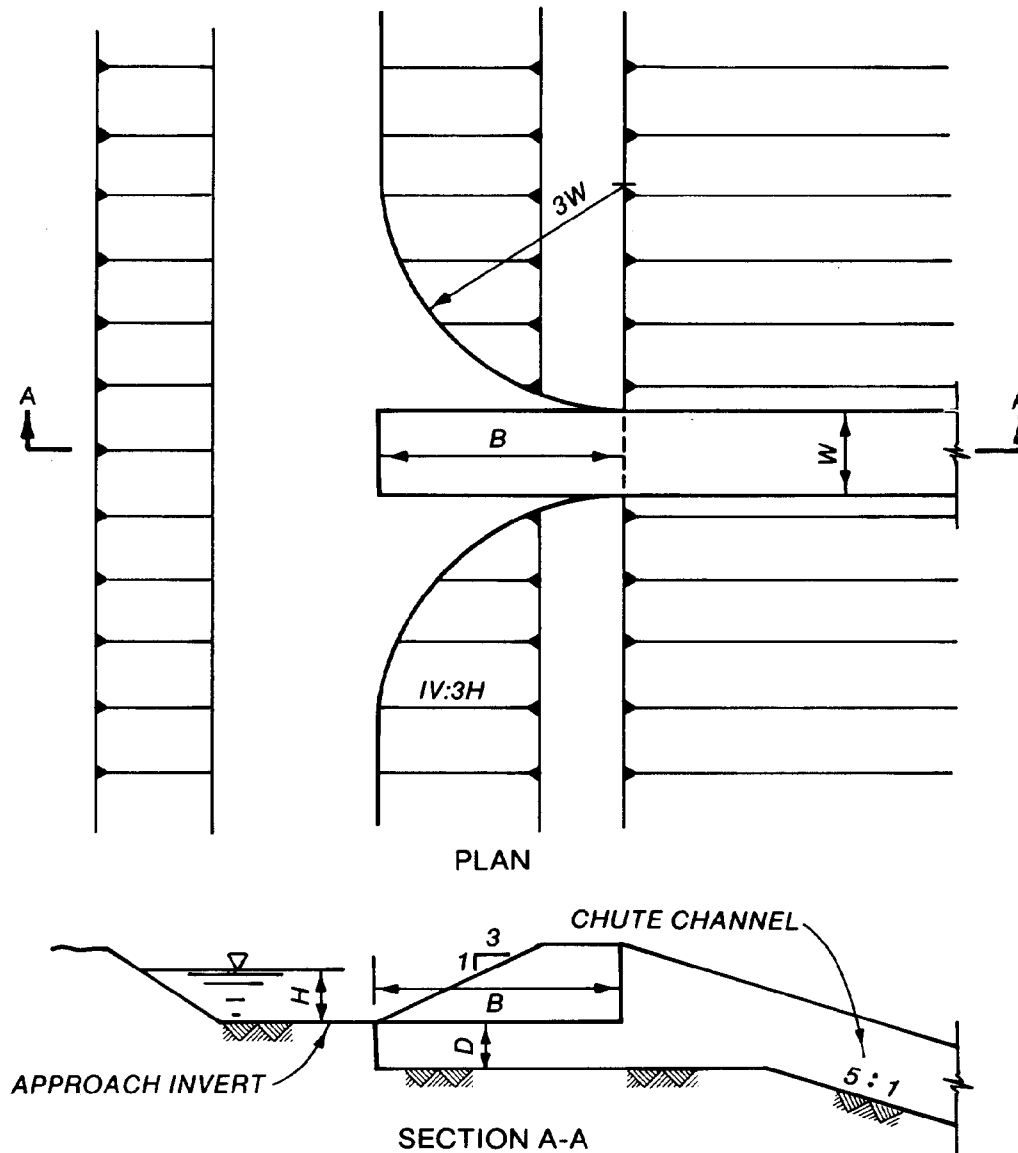 3W
A
A
B
W
IV:3H
PLAN
CHUTE CHANNEL
3
1
H
B
D
APPROACH INVERT
5 : 1
SECTION A-A